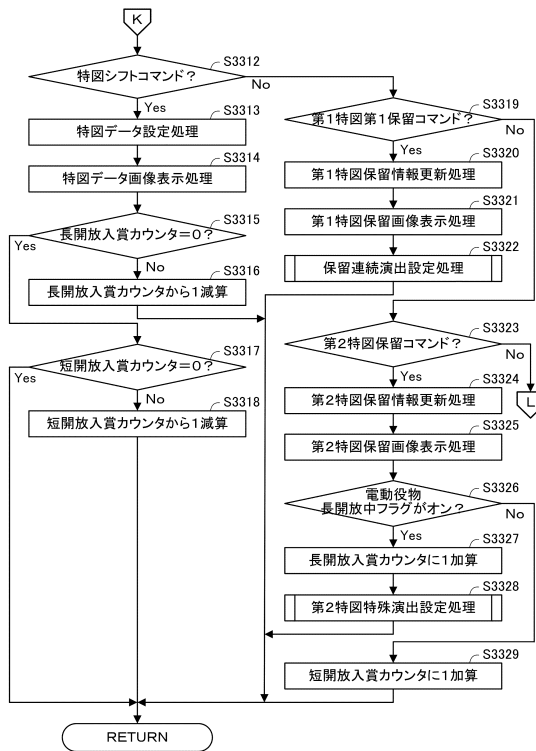 K
S3312
特図シフトコマンド？
No
Yes
S3313
特図データ設定処理
S3314
特図データ画像表示処理
S3315
長開放入賞カウンタ＝０？
Yes
No
S3316
長開放入賞カウンタから１減算
S3317
短開放入賞カウンタ＝０？
Yes
No
S3318
短開放入賞カウンタから１減算
S3319
第１特図第１保留コマンド？
No
Yes
S3320
第１特図保留情報更新処理
S3321
第１特図保留画像表示処理
S3322
保留連続演出設定処理
S3323
第２特図保留コマンド？
No
Yes
L
S3324
第２特図保留情報更新処理
S3325
第２特図保留画像表示処理
S3326
電動役物
長開放中フラグがオン？
No
Yes
S3327
長開放入賞カウンタに１加算
S3328
第２特図特殊演出設定処理
S3329
短開放入賞カウンタに１加算
RETURN